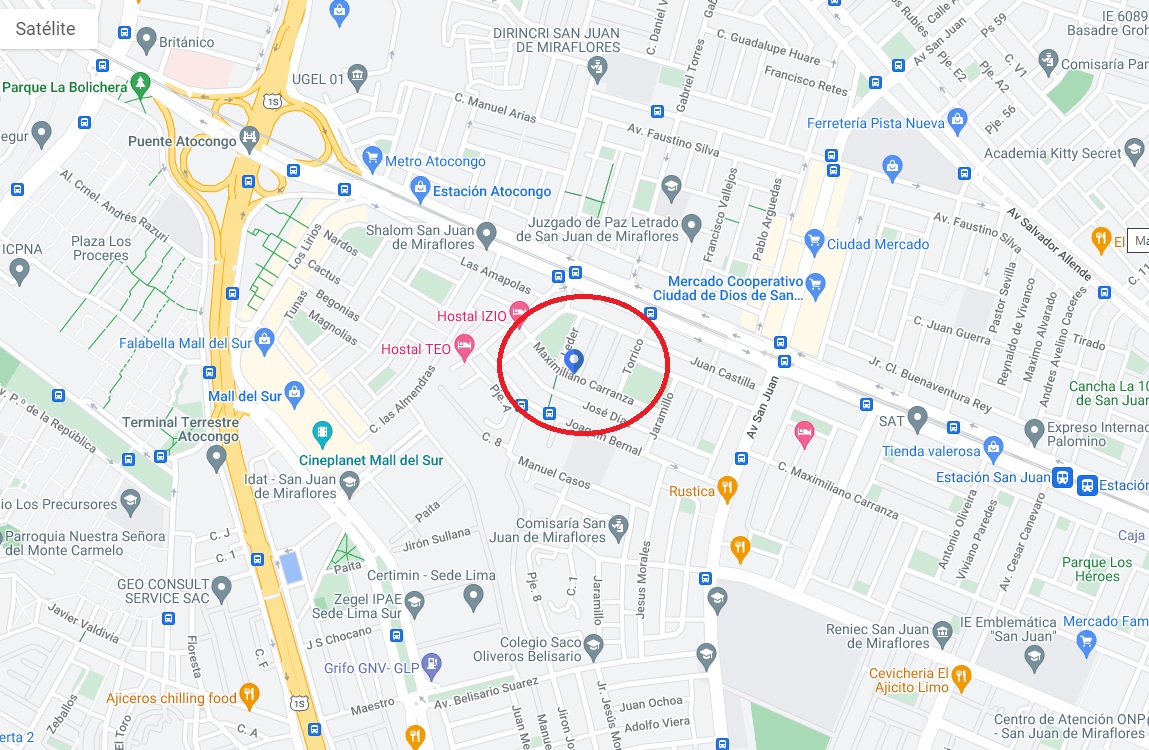 Satélite
Británico
DIRINCRI SAN JUAN
DE MIRAFLORES
C. Daniel V
Gabriel Torres
C. Guadalupe Huare
Francisco Retes
Calle A
Ps 59
Av San Juan
Pje. E2
Pje. A2
C. V1
Pje. 56
IE 6089
Basadre Groh
Comisaría Par
Parque La Bolichera
UGEL 01
1S
C. Manuel Arias
Av. Faustino Silva
Ferretería Pista Nueva
Academia Kitty Secret
egur
Puente Atocongo
Metro Atocongo
Estación Atocongo
Al. Crnel. Andrés Razuri
Plaza Los
Proceres
ICPNA
Los Lirios
Nardos
Cactus
Tunas
Begonias
Magnolias
Shalom San Juan
de Miraflores
Las Amapolas
Juzgado de Paz Letrado
de San Juan de Miraflores
Francisco Vallejos
Pablo Arguedas
Ciudad Mercado
Mercado Cooperativo
Ciudad de Dios de San...
Av. Faustino Silva
Av Salvador Allende
El
Ma
C. 11
Hostal IZIO
Hostal TEO
Falabella Mall del Sur
Mall del Sur
C. las Almendras
Pje. A
Maximiliano Carranza
Torrico
José Día
Joaquin Bernal
Jaramillo
Juan Castilla
Av San Juan
C. Juan Guerra
Pastor Sevilla
Reynaldo de Vivanco
Maximo Alvarado
Andres Avelino Caceres
Tirado
Jr. Cl. Buenaventura Rey
Cancha La 10
de San Juan
Terminal Terrestre
Atocongo
Cineplanet Mall del Sur
Idat - San Juan
de Miraflores
C. 8
Manuel Casos
Rustica
C. Maximiliano Carranza
SAT
Tienda valerosa
Expreso Internac
Palomino
Estación San Juan
Estación
P.º de la República
io Los Precursores
Parroquia Nuestra Señora
del Monte Carmelo
C. J
C. 1
Paita
Jirón Sullana
Comisaría San
Juan de Miraflores
Paita
Certimin - Sede Lima
Zegel IPAE
Sede Lima Sur
GEO CONSULT
SERVICE SAC
Pje. 8
C. 1
Jaramillo
Jesus Morales
Antonio Oliveira
Viviano Paredes
Av. Cesar Canevaro
Caja
Parque Los
Héroes
Javier Valdivia
Floresta
C. F
J S Chocano
Colegio Saco
Oliveros Belisario
Reniec San Juan
de Miraflores
IE Emblemática
"San Juan"
Mercado Fam
Grifo GNV- GLP
Av. Belisario Suarez
Cevicheria El
Ajicito Limo
Ajiceros chilling food
1S
Maestro
Zeballos
El Toro
C. A
erta 2
Juan M
Manue
Jiron Jo
Jr. Jesús Mo
Juan Ochoa
Adolfo Viera
Centro de Atención ONP
San Juan de Miraflores